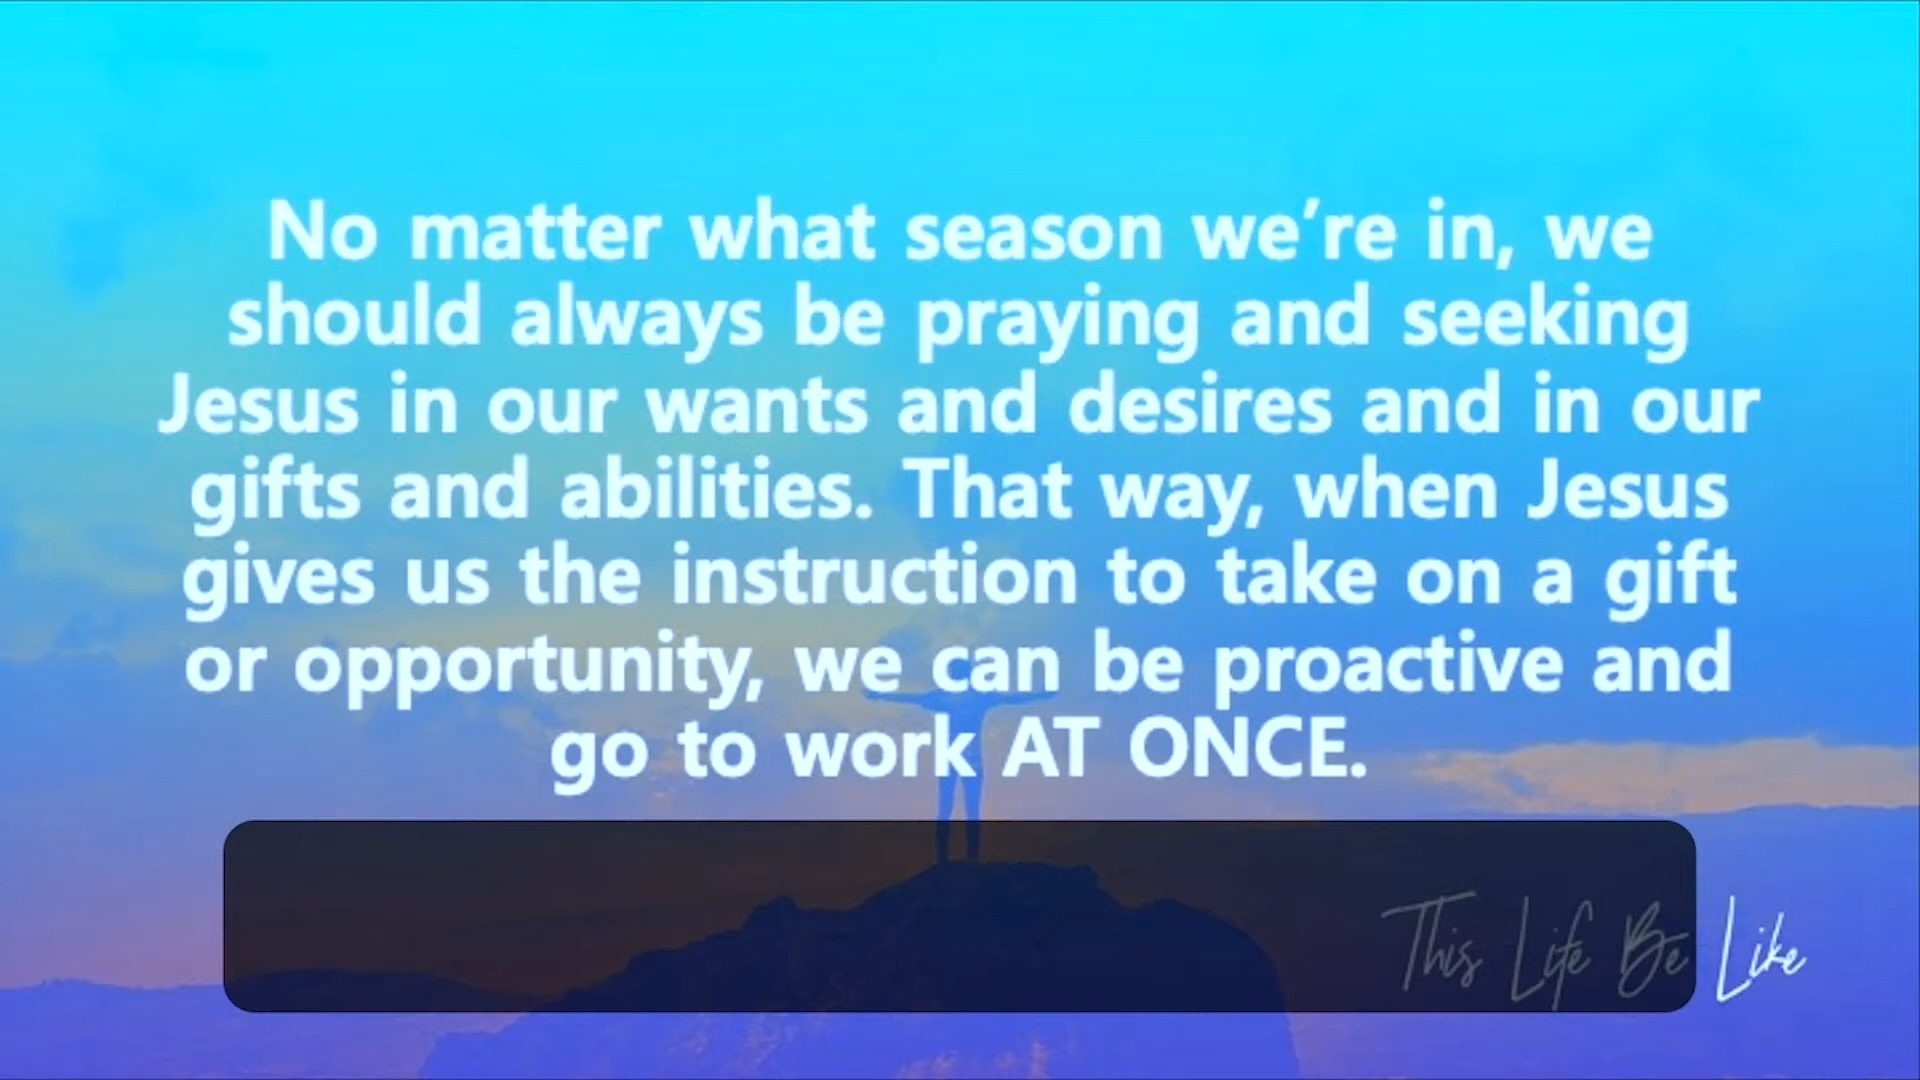 No matter what season we’re in, we
should always be praying and seeking
Jesus in our wants and desires and in our
gifts and abilities. That way, when Jesus
gives us the instruction to take on a gift
or opportunity, we can be proactive and
go to work AT ONCE.
This Life Be Like